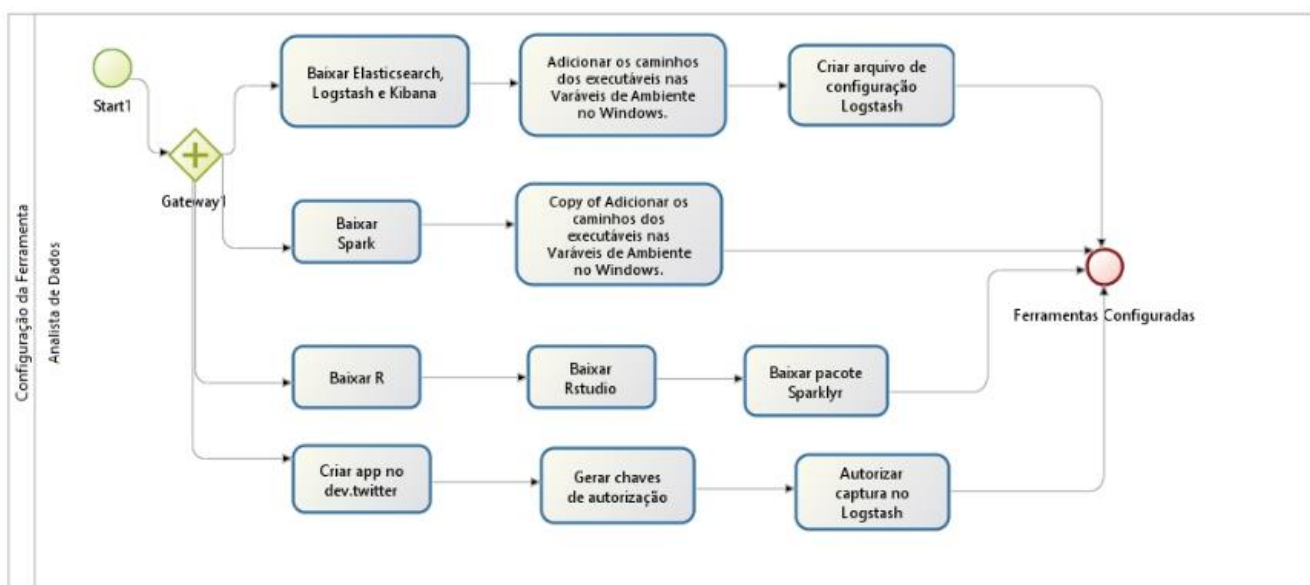 Configuração da Ferramenta
Analista de Dados
Start1
Gateway1
Baixar Elasticsearch,
Logstash e Kibana
Adicionar os caminhos
dos executáveis nas
Varáveis de Ambiente
no Windows.
Criar arquivo de
configuração
Logstash
Baixar
Spark
Copy of Adicionar os
caminhos dos
executáveis nas
Varáveis de Ambiente
no Windows.
Ferramentas Configuradas
Baixar R
Baixar
Rstudio
Baixar pacote
Sparklyr
Criar app no
dev.twitter
Gerar chaves
de autorização
Autorizar
captura no
Logstash